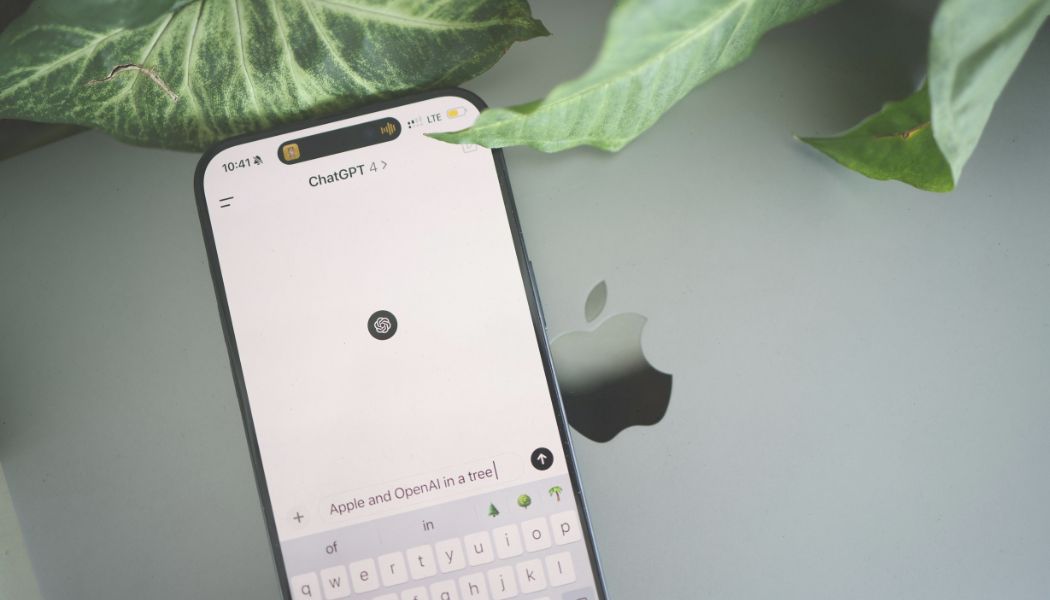 10:41
LTE
ChatGPT 4 >
Apple and OpenAI in a tree
of in
q w e r t y u i o p
f g h j k l